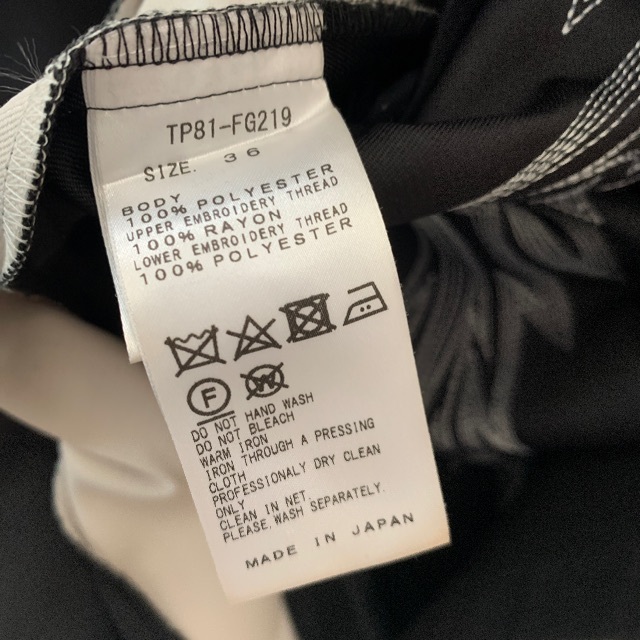 TP81-FG219
SIZE. 36
BODY
100% POLYESTER
UPPER EMBROIDERY THREAD
100% RAYON
LOWER EMBROIDERY THREAD
100% POLYESTER
F W
DO NOT HAND WASH
DO NOT BLEACH
WARM IRON
IRON THROUGH A PRESSING
CLOTH
PROFESSIONALY DRY CLEAN
ONLY
CLEAN IN NET.
PLEASE WASH SEPARATELY.
MADE IN JAPAN